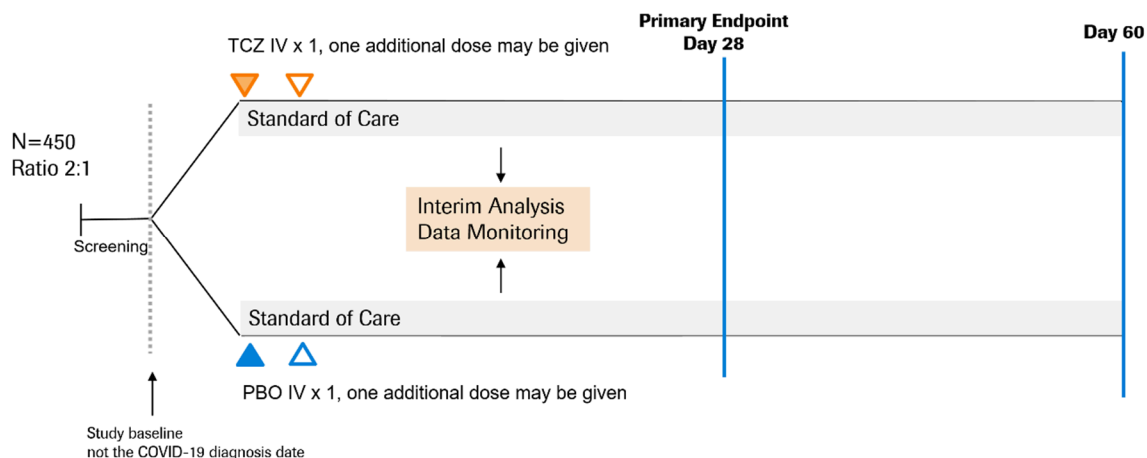 Primary Endpoint
Day 28
Day 60
TCZ IV x 1, one additional dose may be given
Standard of Care
N=450
Ratio 2:1
Interim Analysis
Data Monitoring
Screening
Standard of Care
PBO IV x 1, one additional dose may be given
Study baseline
not the COVID-19 diagnosis date